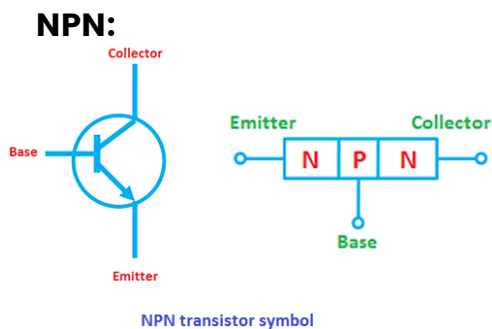 NPN:
Collector
Base
Emitter
Emitter
Collector
N P N
Base
NPN transistor symbol